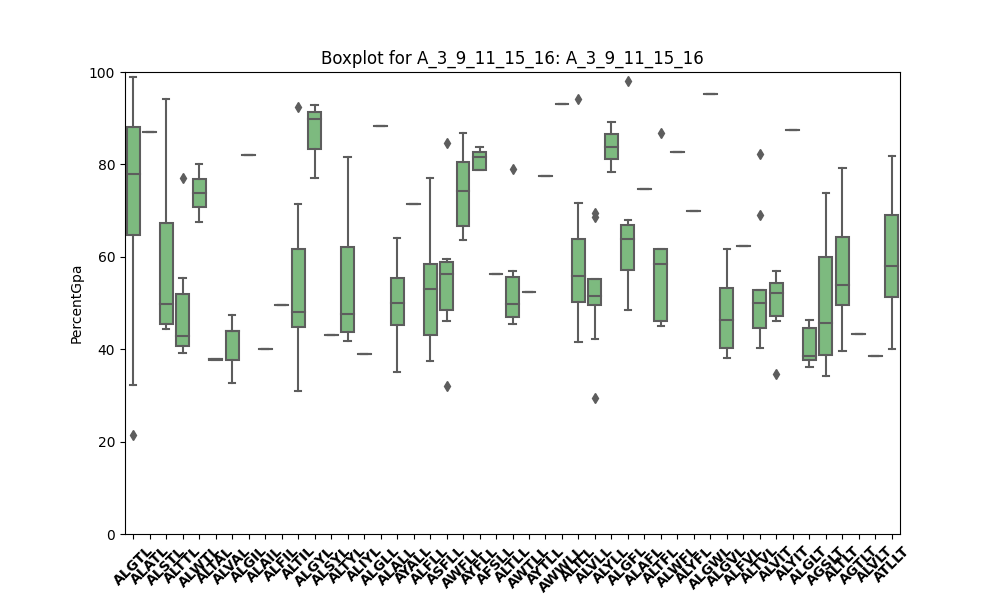 Boxplot for A_3_9_11_15_16: A_3_9_11_15_16
PercentGpa
100
80
60
40
20
0
ALGTL
ALATL
ALSTL
ALTTL
ALWTL
ALTAL
ALVAL
ALGIL
ALAIL
ALFIL
ALTIL
ALGYL
ALSYL
ALTYL
ALIYL
ALGLL
ALALL
AYALL
ALFLL
ASFLL
AWFLL
AYFLL
AFSLL
ALTLL
AWTLL
AYTLL
AWWLL
ALVLL
ALYLL
ALGFL
ALAFL
ALTFL
ALWFL
ALYFL
ALGWL
ALGVL
ALFVL
ALTVL
ALYIT
ALGLT
AGSLT
ALTLT
AGTLT
ALVLT
ATLLT